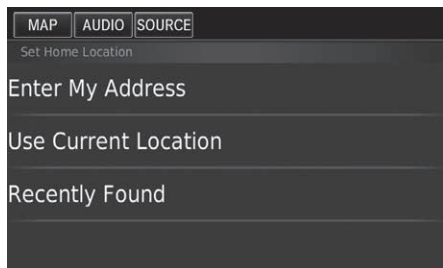 MAP AUDIO SOURCE
Set Home Location
Enter My Address
Use Current Location
Recently Found